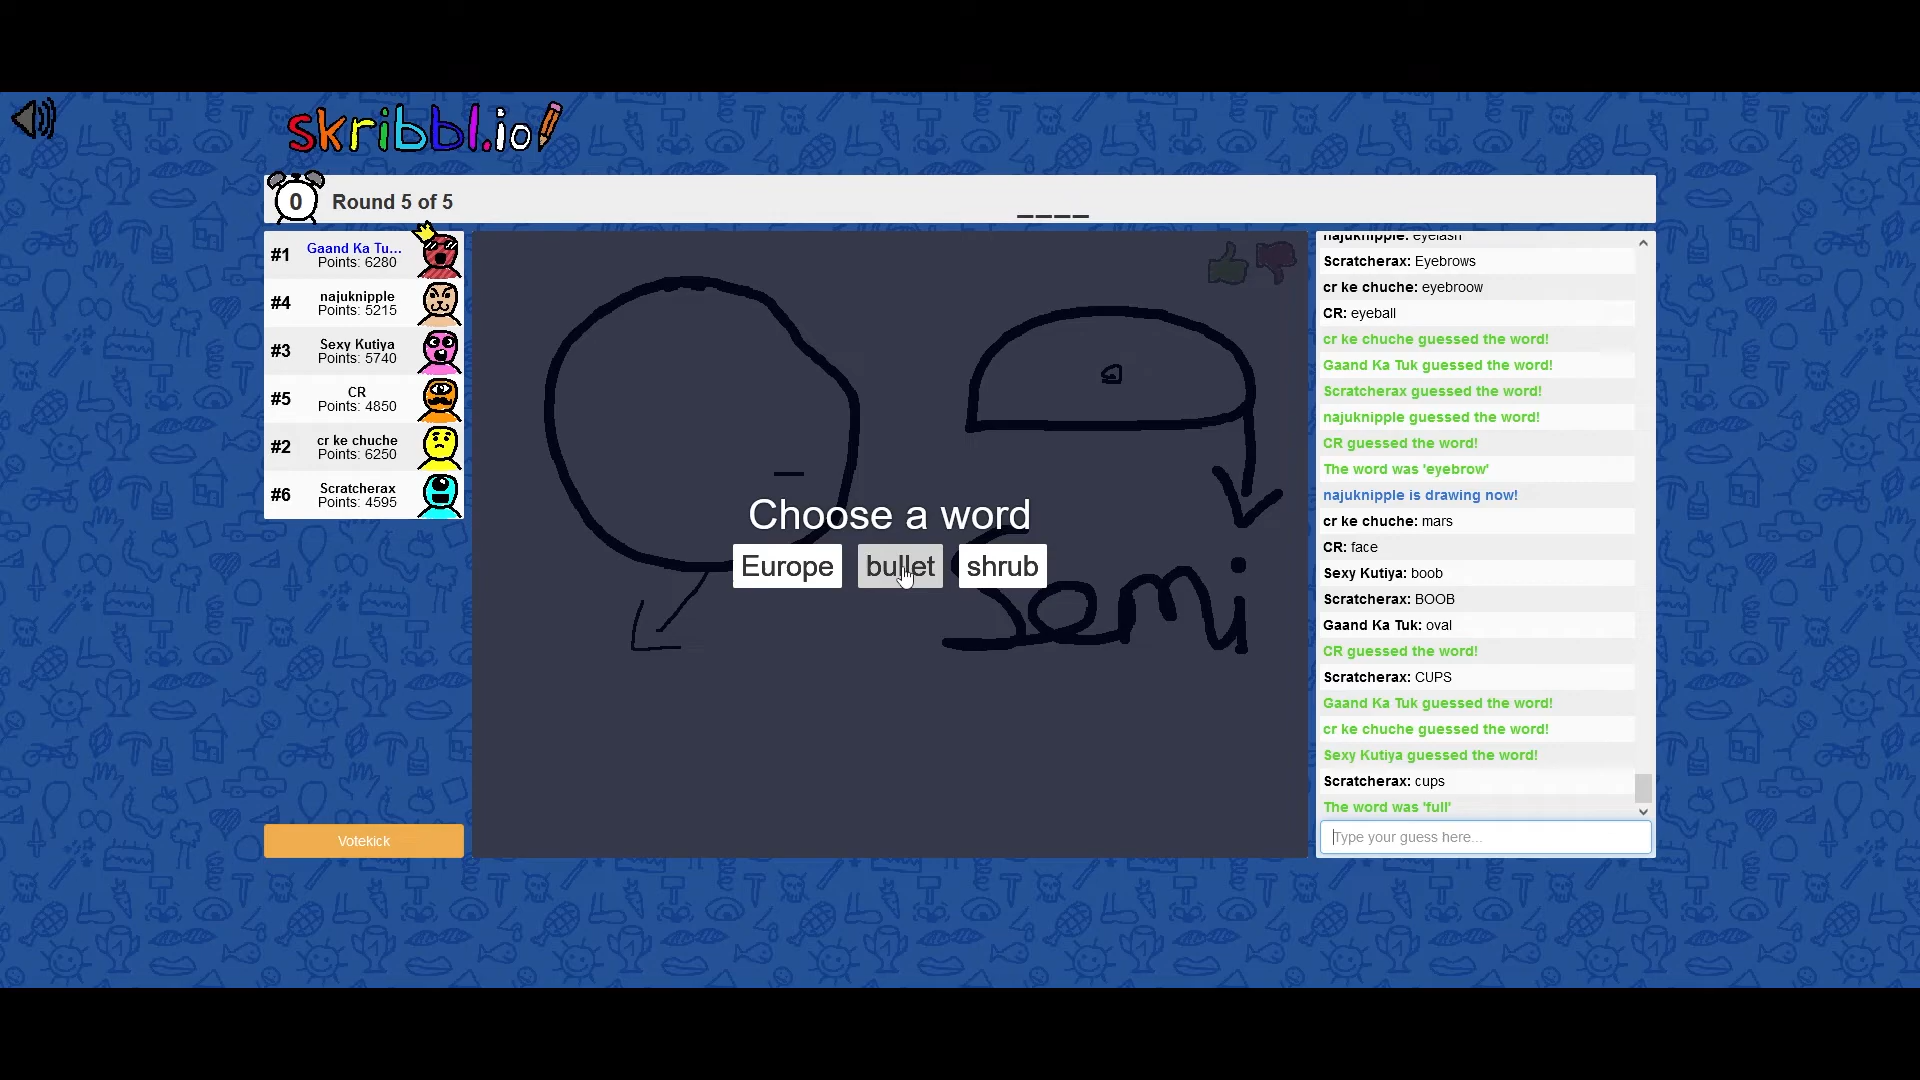 skribbl.io
0
Round 5 of 5
____
#1 Gaand Ka Tu...
Points: 6280
#4 najuknipple
Points: 5215
#3 Sexy Kutiya
Points: 5740
#5 CR
Points: 4850
#2 cr ke chuche
Points: 6250
#6 Scratcherax
Points: 4595
Votekick
Choose a word
Europe bullet shrub
Semi
najuknipple: eyelash
Scratcherax: Eyebrows
cr ke chuche: eyebroow
CR: eyeball
cr ke chuche guessed the word!
Gaand Ka Tuk guessed the word!
Scratcherax guessed the word!
najuknipple guessed the word!
CR guessed the word!
The word was 'eyebrow'
najuknipple is drawing now!
cr ke chuche: mars
CR: face
Sexy Kutiya: boob
Scratcherax: BOOB
Gaand Ka Tuk: oval
CR guessed the word!
Scratcherax: CUPS
Gaand Ka Tuk guessed the word!
cr ke chuche guessed the word!
Sexy Kutiya guessed the word!
Scratcherax: cups
The word was 'full'
Type your guess here...